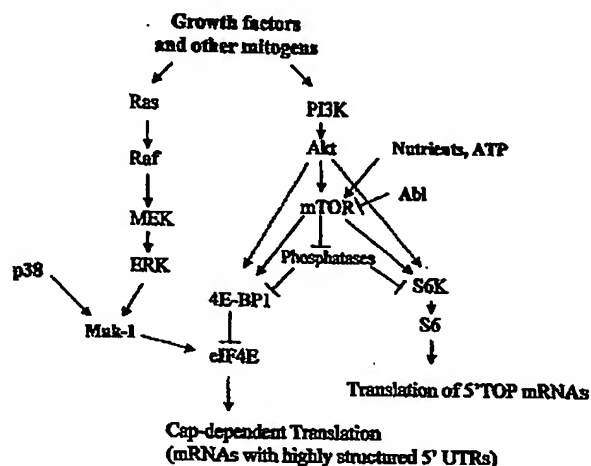 Growth factors
and other mitogens
Ras
PI3K
Raf
Akt
Nutrients, ATP
mTOR
Abl
MEK
Phosphatases
ERK
p38
4E-BP1
S6K
Mnk-1
eIF4E
S6
Translation of 5'TOP mRNAs
Cap-dependent Translation
(mRNAs with highly structured 5' UTRs)